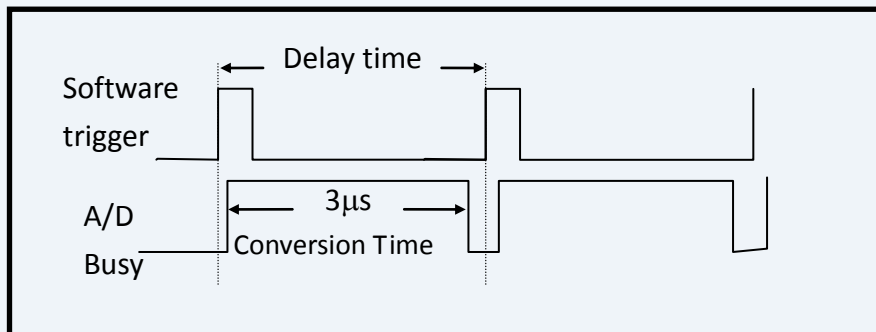 Delay time
Software
trigger
3μs
A/D
Conversion Time
Busy